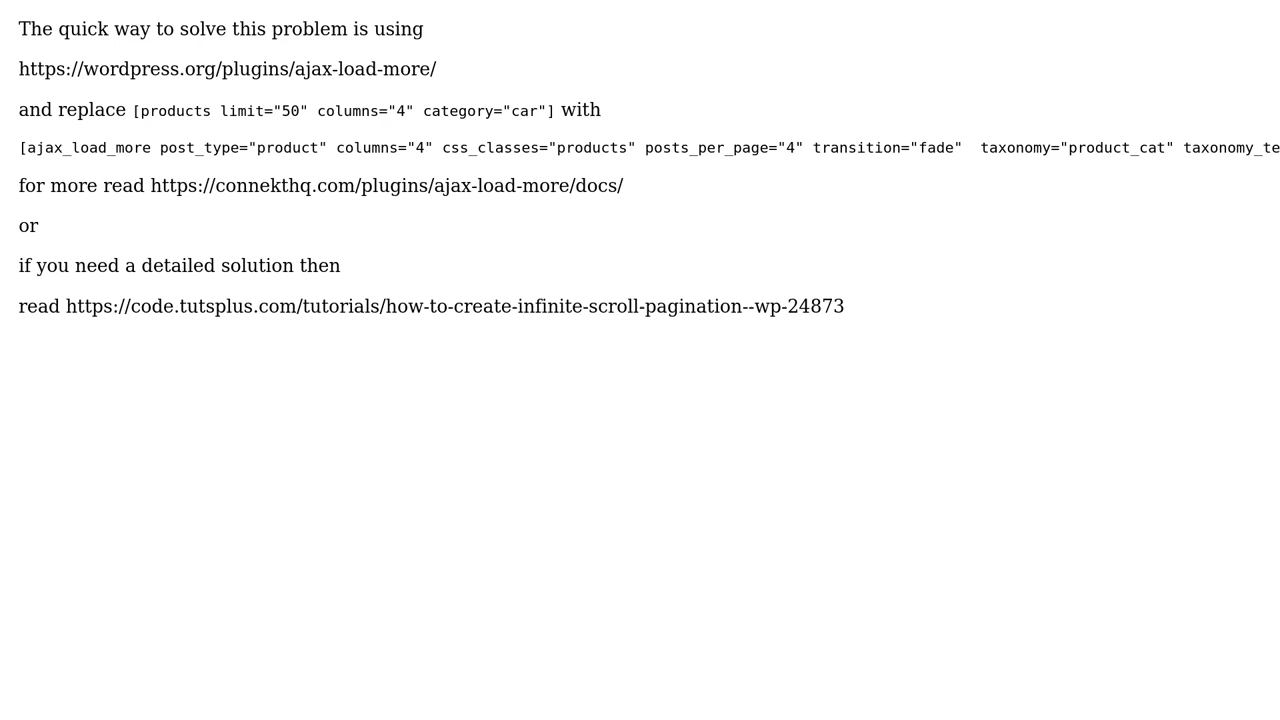 The quick way to solve this problem is using
https://wordpress.org/plugins/ajax-load-more/
and replace [products limit="50" columns="4" category="car"] with
[ajax_load_more post_type="product" columns="4" css_classes="products" posts_per_page="4" transition="fade"  taxonomy="product_cat" taxonomy_te
for more read https://connekthq.com/plugins/ajax-load-more/docs/
or
if you need a detailed solution then
read https://code.tutsplus.com/tutorials/how-to-create-infinite-scroll-pagination--wp-24873